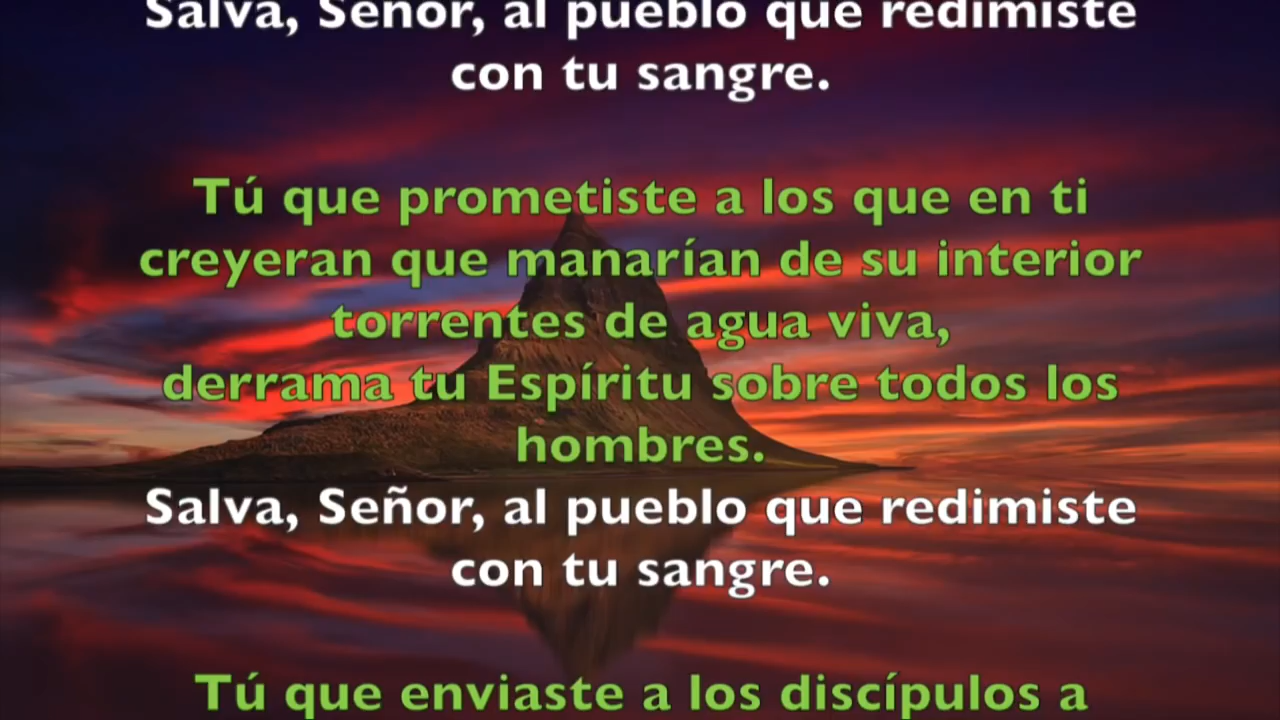 Salva, Señor, al pueblo que redimiste
con tu sangre.
Tú que prometiste a los que en ti
creyeran que manarían de su interior
torrentes de agua viva,
derrama tu Espíritu sobre todos los
hombres.
Salva, Señor, al pueblo que redimiste
con tu sangre.
Tú que enviaste a los discípulos a